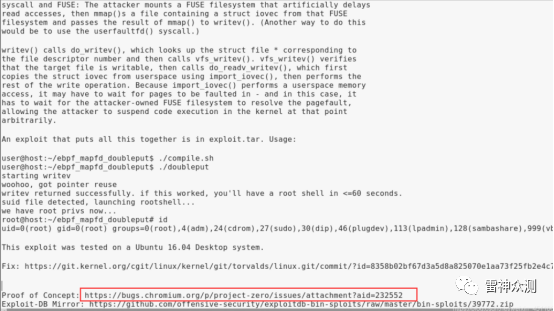 syscall and FUSE: The attacker mounts a FUSE filesystem that artificially delays
read accesses, then mmap()s a file containing a struct iovec from that FUSE
filesystem and passes the result of mmap() to writev(). (Another way to do this
would be to use the userfaultfd() syscall.)
writev() calls do_writev(), which looks up the struct file * corresponding to
the file descriptor number and then calls vfs_writev(). vfs_writev() verifies
that the target file is writable, then calls do_readv_writev(), which first
copies the struct iovec from userspace using import_iovec(), then performs the
rest of the write operation. Because import_iovec() performs a userspace memory
access, it may have to wait for pages to be faulted in - and in this case, it
has to wait for the attacker-owned FUSE filesystem to resolve the pagefault,
allowing the attacker to suspend code execution in the kernel at that point
arbitrarily.
An exploit that puts all this together is in exploit.tar. Usage:
user@host:~/ebpf_mapfd_doubleput$ ./compile.sh
user@host:~/ebpf_mapfd_doubleput$ ./doubleput
starting writev
woohoo, got pointer reuse
writev returned successfully. if this worked, you'll have a root shell in <=60 seconds.
suid file detected, launching rootshell...
we have root privs now...
root@host:~/ebpf_mapfd_doubleput# id
uid=0(root) gid=0(root) groups=0(root),4(adm),24(cdrom),27(sudo),30(dip),46(plugdev),113(lpadmin),128(sambashare),999(vb
This exploit was tested on a Ubuntu 16.04 Desktop system.
Fix: https://git.kernel.org/cgit/linux/kernel/git/torvalds/linux.git/commit/?id=8358b02bf67d3a5d8a825070e1aa73f25fb2e4c7
Proof of Concept: https://bugs.chromium.org/p/project-zero/issues/attachment?aid=232552
Exploit-DB Mirror: https://github.com/offensive-security/exploitdb-bin-sploits/raw/master/bin-sploits/39772.zip
雷神众测